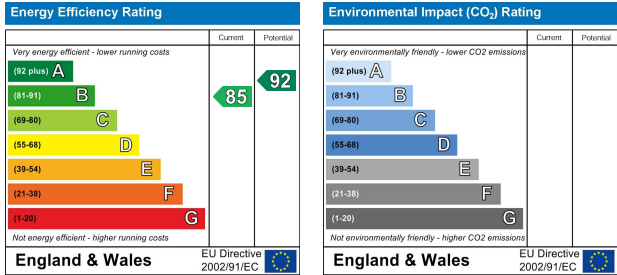 Energy Efficiency Rating
Current Potential
Very energy efficient - lower running costs
(92 plus) A
(81-91) B
(69-80) C
(55-68) D
(39-54) E
(21-38) F
(1-20) G
85
92
Not energy efficient - higher running costs
England & Wales
EU Directive
2002/91/EC
Environmental Impact (CO₂) Rating
Current Potential
Very environmentally friendly - lower CO2 emissions
(92 plus) A
(81-91) B
(69-80) C
(55-68) D
(39-54) E
(21-38) F
(1-20) G
Not environmentally friendly - higher CO2 emissions
England & Wales
EU Directive
2002/91/EC